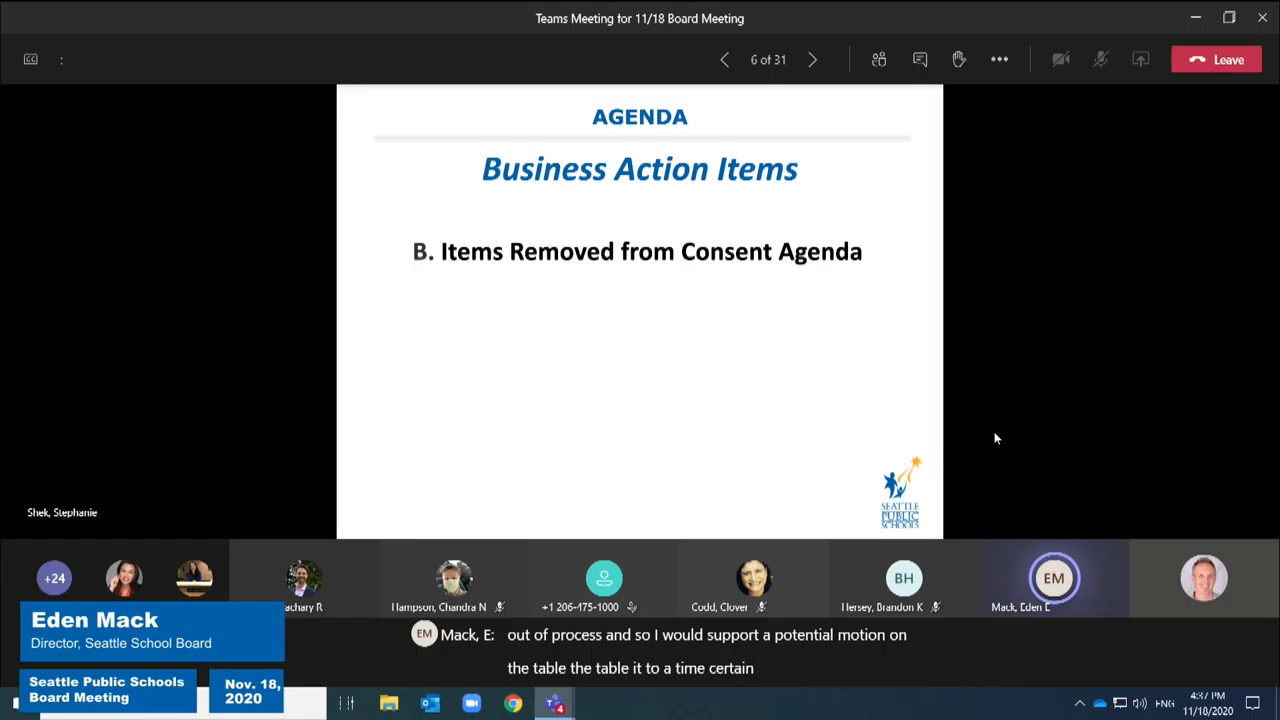 Teams Meeting for 11/18 Board Meeting
CC :
6 of 31
Leave
AGENDA
Business Action Items
B. Items Removed from Consent Agenda
SEATTLE
PUBLIC
SCHOOLS
Shek, Stephanie
+24
achary R
Hampson, Chandra N
+1 206-475-1000
Codd, Clover
BH
Hersey, Brandon K
EM
Mack, Eden E
EM Mack, E: out of process and so I would support a potential motion on
the table the table it to a time certain
Eden Mack
Director, Seattle School Board
Seattle Public Schools
Board Meeting
Nov. 18,
2020
4
ENG
4:37 PM
11/18/2020